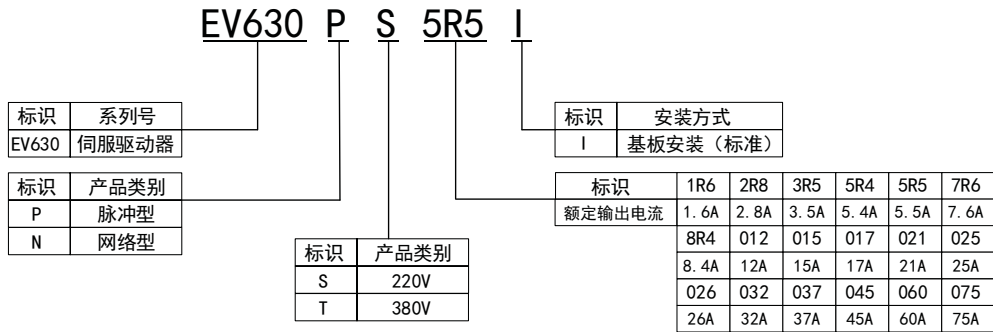 EV630 P S 5R5 I
标识 系列号
EV630 伺服驱动器
标识 安装方式
I 基板安装（标准）
标识 产品类别
P 脉冲型
N 网络型
标识 产品类别
S 220V
T 380V
标识 1R6 2R8 3R5 5R4 5R5 7R6
额定输出电流 1.6A 2.8A 3.5A 5.4A 5.5A 7.6A
8R4 012 015 017 021 025
8.4A 12A 15A 17A 21A 25A
026 032 037 045 060 075
26A 32A 37A 45A 60A 75A